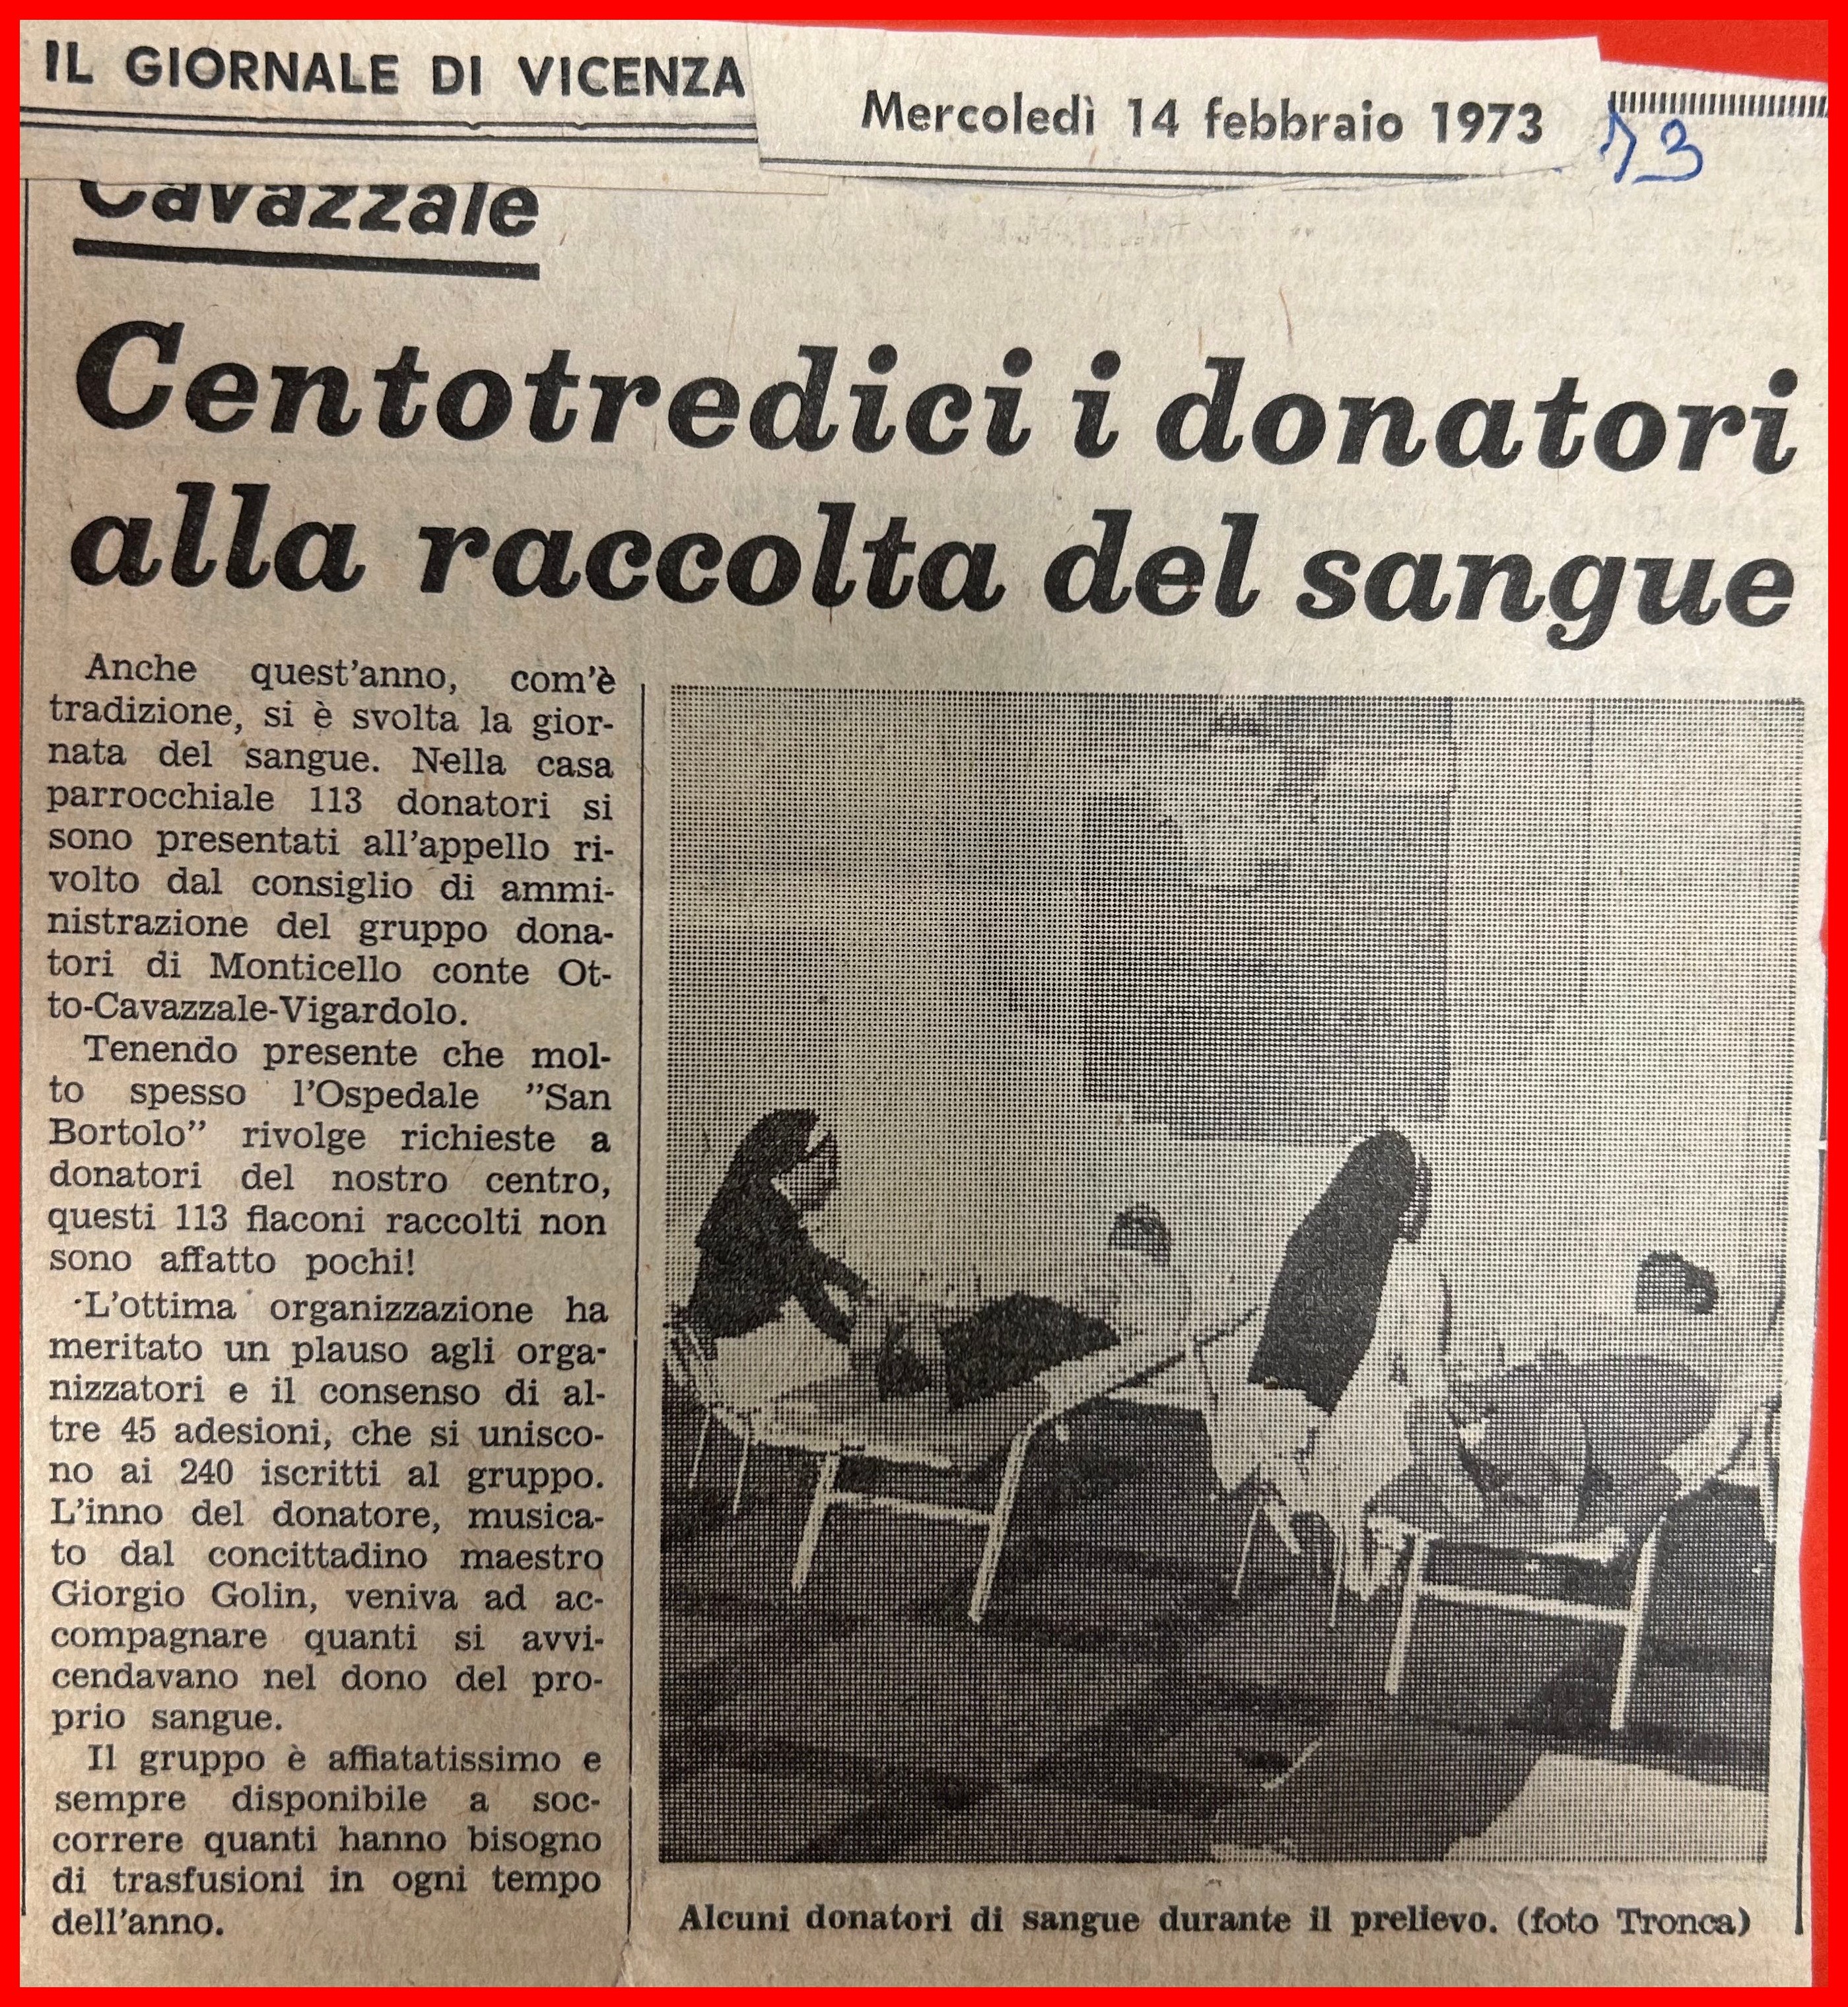 IL GIORNALE DI VICENZA
Mercoledì 14 febbraio 1973
13
Cavazzale
Centotredici i donatori
alla raccolta del sangue
Anche quest'anno, com'è
tradizione, si è svolta la gior-
nata del sangue. Nella casa
parrocchiale 113 donatori si
sono presentati all'appello ri-
volto dal consiglio di ammi-
nistrazione del gruppo dona-
tori di Monticello conte Ot-
to-Cavazzale-Vigardolo.
Tenendo presente che mol-
to spesso l'Ospedale ”San
Bortolo” rivolge richieste a
donatori del nostro centro,
questi 113 flaconi raccolti non
sono affatto pochi!
L'ottima organizzazione ha
meritato un plauso agli orga-
nizzatori e il consenso di al-
tre 45 adesioni, che si unisco-
no ai 240 iscritti al gruppo.
L'inno del donatore, musica-
to dal concittadino maestro
Giorgio Golin, veniva ad ac-
compagnare quanti si avvi-
cendavano nel dono del pro-
prio sangue.
Il gruppo è affiatatissimo e
sempre disponibile a soc-
correre quanti hanno bisogno
di trasfusioni in ogni tempo
dell'anno.
Alcuni donatori di sangue durante il prelievo. (foto Tronca)